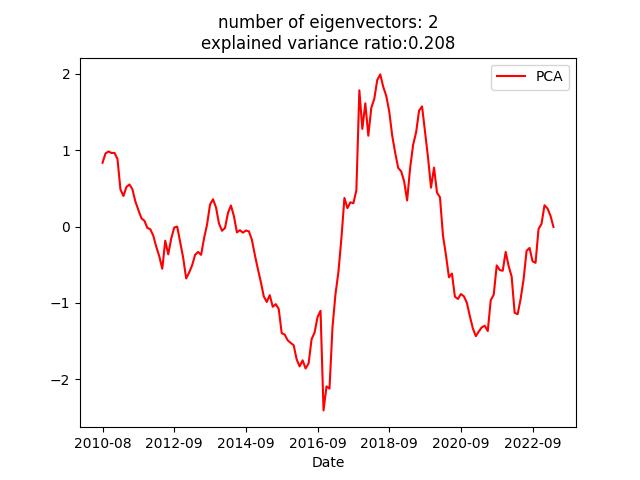 number of eigenvectors: 2
explained variance ratio:0.208
PCA
2
1
0
−1
−2
2010-08 2012-09 2014-09 2016-09 2018-09 2020-09 2022-09
Date